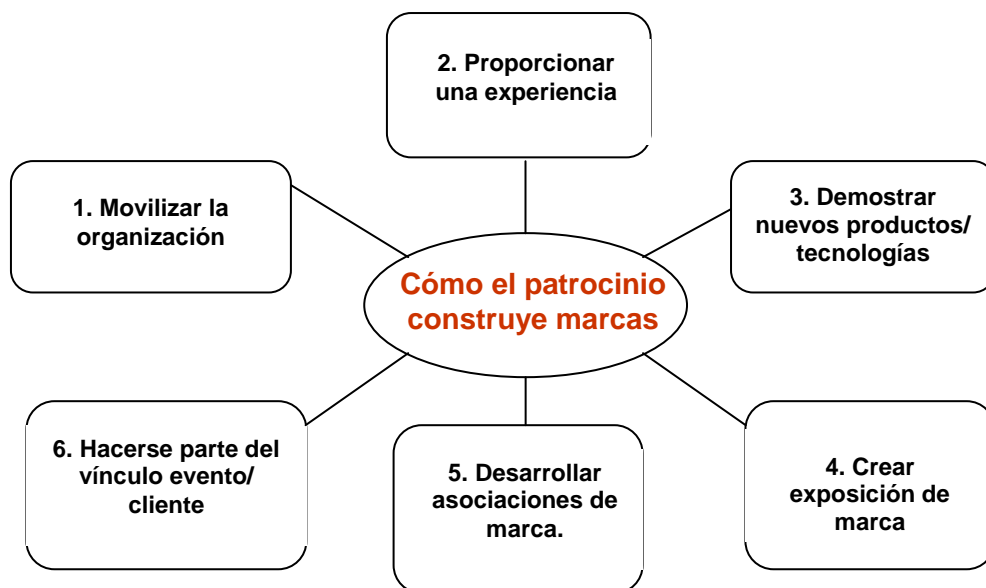 2. Proporcionar
una experiencia
1. Movilizar la
organización
3. Demostrar
nuevos productos/
tecnologías
Cómo el patrocinio
construye marcas
6. Hacerse parte del
vínculo evento/
cliente
5. Desarrollar
asociaciones de
marca.
4. Crear
exposición de
marca